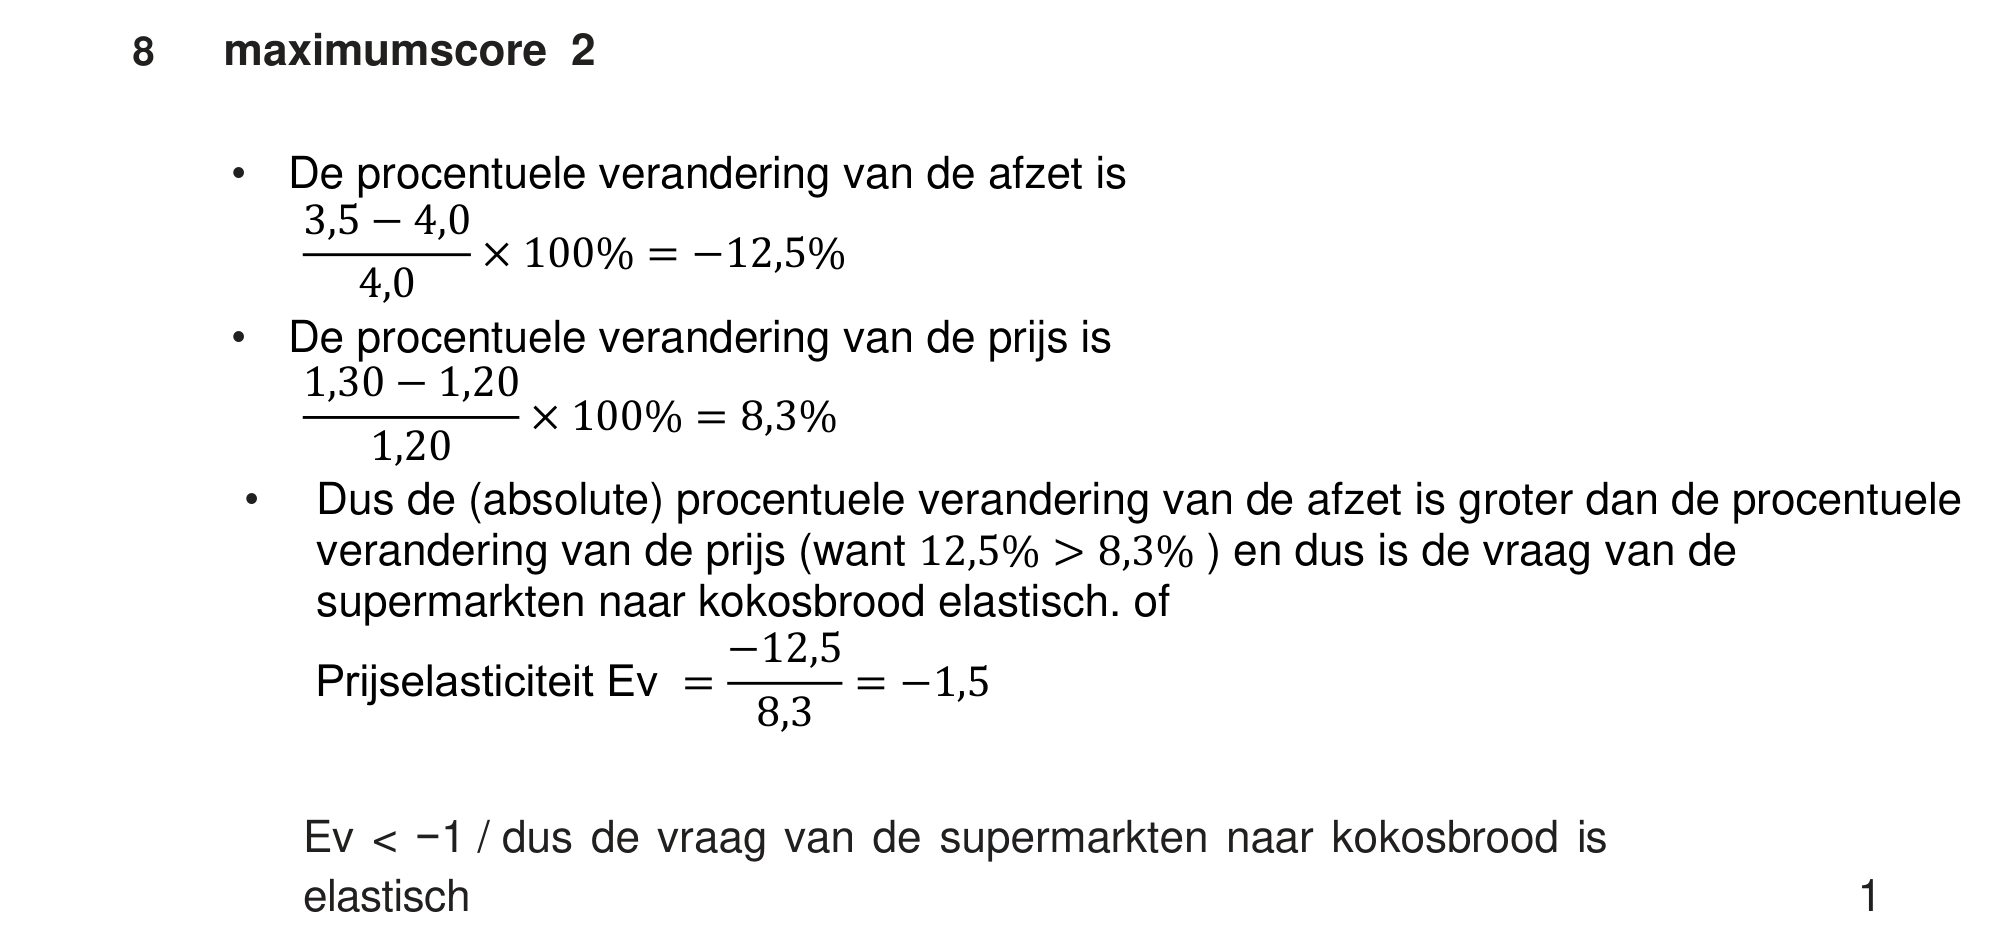 8 maximumscore 2
• De procentuele verandering van de afzet is
3,5 − 4,0
4,0
× 100% = −12,5%
• De procentuele verandering van de prijs is
1,30 − 1,20
1,20
× 100% = 8,3%
• Dus de (absolute) procentuele verandering van de afzet is groter dan de procentuele
verandering van de prijs (want 12,5% > 8,3% ) en dus is de vraag van de
supermarkten naar kokosbrood elastisch. of
Prijselasticiteit Ev =
−12,5
8,3
= −1,5
Ev < −1 / dus de vraag van de supermarkten naar kokosbrood is
elastisch 1